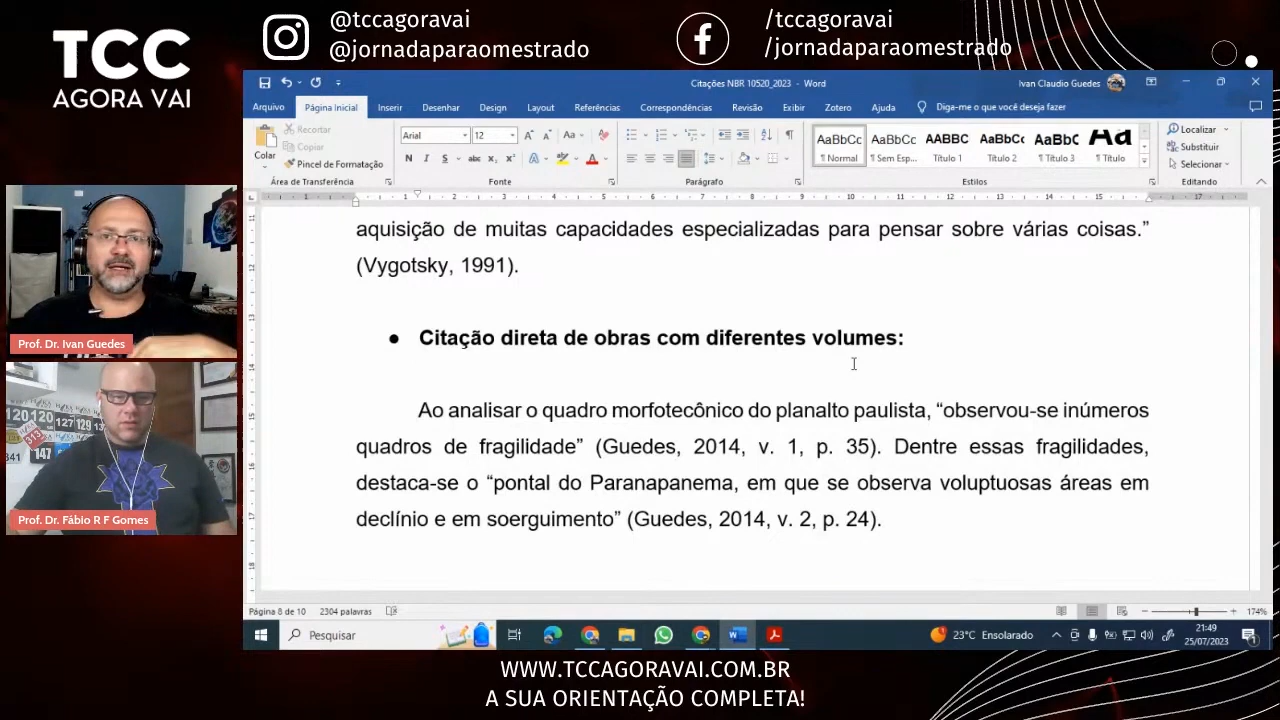 TCC
AGORA VAI
@tccagoravai
@jornadaparaomestrado
/tccagoravai
/jornadaparaomestrado
Citações NBR 10520_2023 - Word
Ivan Claudio Guedes
Arquivo Página Inicial Inserir Desenhar Design Layout Referências Correspondências Revisão Exibir Zotero Ajuda Diga-me o que você deseja fazer
Colar
Recortar
Copiar
Pincel de Formatação
Área de Transferência
Arial 12
Fonte
Parágrafo
AaBbCc AaBbCc AABBC AaBbCc AaBbC Aa
¶ Normal ¶ Sem Esp... Título 1 Título 2 ¶ Título 3 ¶ Título
Estilos
Localizar
Substituir
Selecionar
Editando
aquisição de muitas capacidades especializadas para pensar sobre várias coisas.”
(Vygotsky, 1991).
● Citação direta de obras com diferentes volumes:
Ao analisar o quadro morfotecônico do planalto paulista, “observou-se inúmeros
quadros de fragilidade” (Guedes, 2014, v. 1, p. 35). Dentre essas fragilidades,
destaca-se o “pontal do Paranapanema, em que se observa voluptuosas áreas em
declínio e em soerguimento” (Guedes, 2014, v. 2, p. 24).
Prof. Dr. Ivan Guedes
Prof. Dr. Fábio R F Gomes
Página 8 de 10 2304 palavras
174%
Pesquisar
23°C Ensolarado
21:49
25/07/2023
WWW.TCCAGORAVAI.COM.BR
A SUA ORIENTAÇÃO COMPLETA!